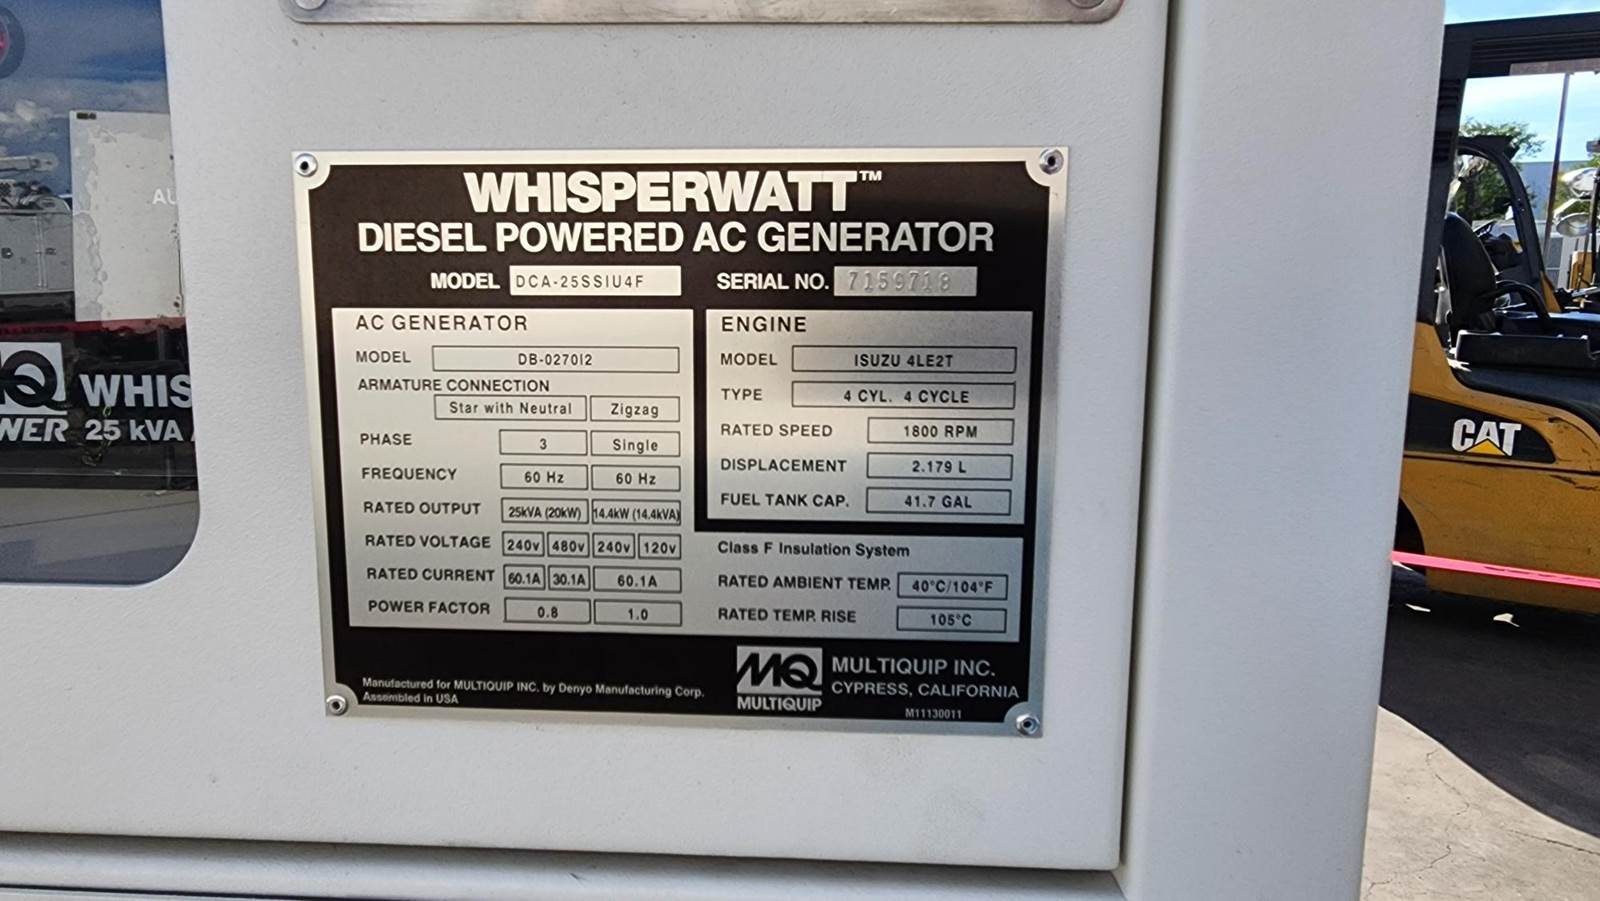 WHISPERWATT™
DIESEL POWERED AC GENERATOR
MODEL DCA-25SSIU4F SERIAL NO. 7159718
AC GENERATOR
MODEL DB-0270I2
ARMATURE CONNECTION
Star with Neutral Zigzag
PHASE 3 Single
FREQUENCY 60 Hz 60 Hz
RATED OUTPUT 25kVA (20kW) 14.4kW (14.4kVA)
RATED VOLTAGE 240v 480v 240v 120v
RATED CURRENT 60.1A 30.1A 60.1A
POWER FACTOR 0.8 1.0
ENGINE
MODEL ISUZU 4LE2T
TYPE 4 CYL. 4 CYCLE
RATED SPEED 1800 RPM
DISPLACEMENT 2.179 L
FUEL TANK CAP. 41.7 GAL
Class F Insulation System
RATED AMBIENT TEMP. 40°C/104°F
RATED TEMP. RISE 105°C
Manufactured for MULTIQUIP INC. by Denyo Manufacturing Corp.
Assembled in USA
MQ
MULTIQUIP
MULTIQUIP INC.
CYPRESS, CALIFORNIA
M11130011
AU
MQ WHIS
WER 25 kVA
CAT